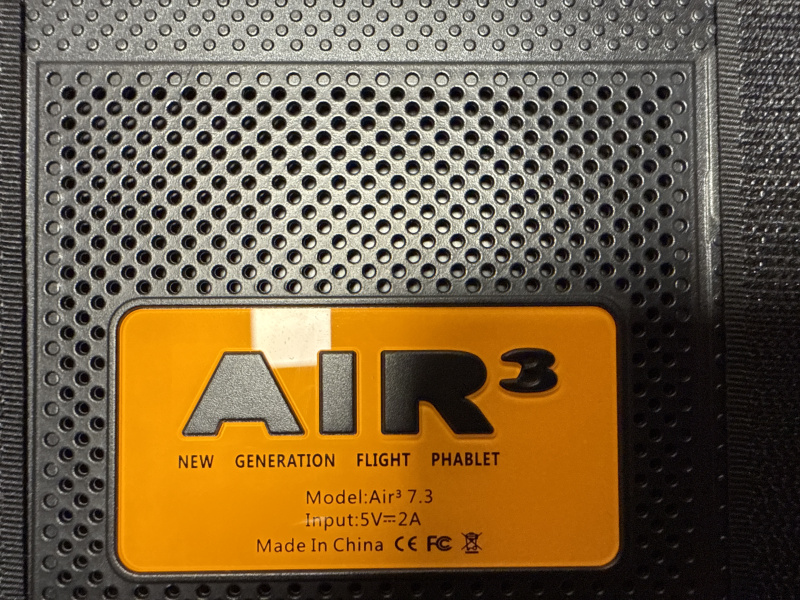 AIR³
NEW GENERATION FLIGHT PHABLET
Model:Air³ 7.3
Input:5V⎓2A
Made In China CE FC